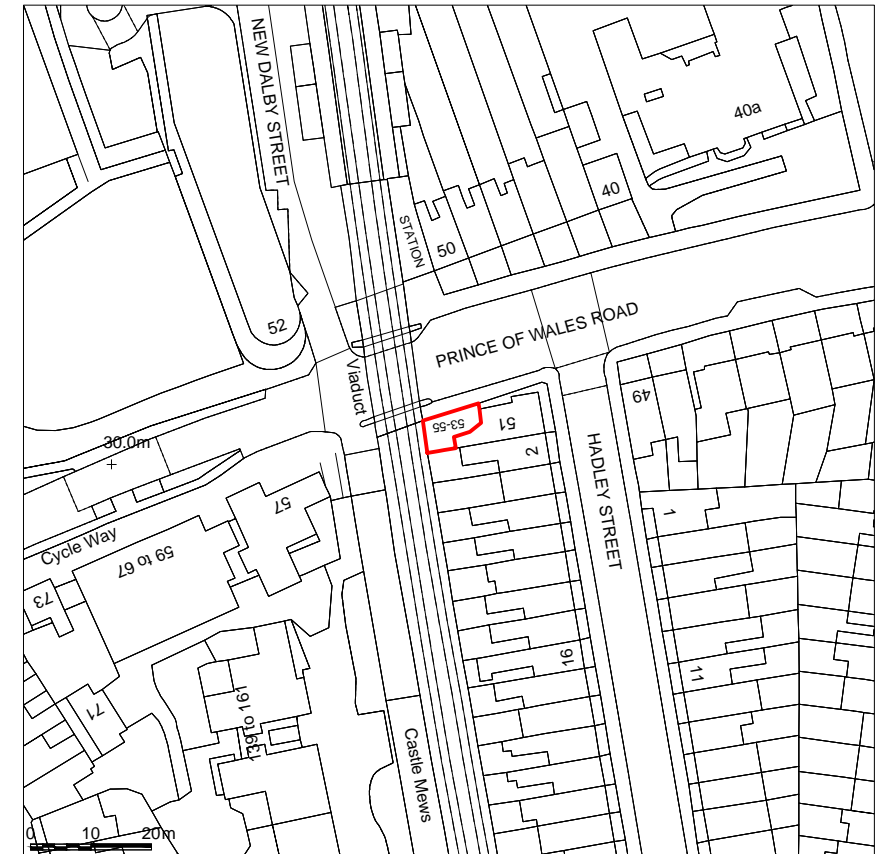 NEW DALBY STREET
40a
40
STATION
50
52
PRINCE OF WALES ROAD
Viaduct
49
53-55
51
2
HADLEY STREET
30.0m
57
1
Cycle Way
59 to 67
73
16
11
71
139 to 161
Castle Mews
0 10 20m